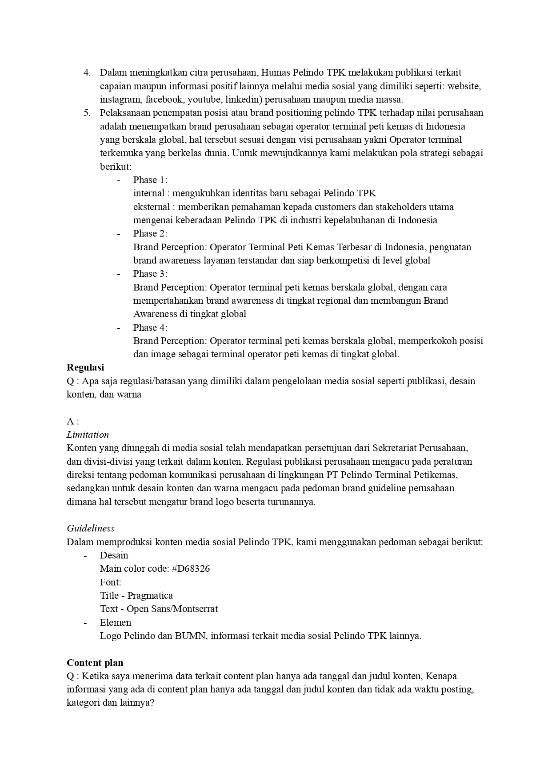 4. Dalam meningkatkan citra perusahaan, Humas Pelindo TPK melakukan publikasi terkait
capaian maupun informasi positif lainnya melalui media sosial yang dimiliki seperti: website,
instagram, facebook, youtube, linkedin) perusahaan maupun media massa.
5. Pelaksanaan penempatan posisi atau brand positioning pelindo TPK terhadap nilai perusahaan
adalah menempatkan brand perusahaan sebagai operator terminal peti kemas di Indonesia
yang berskala global, hal tersebut sesuai dengan visi perusahaan yakni Operator terminal
terkemuka yang berkelas dunia. Untuk mewujudkannya kami melakukan pola strategi sebagai
berikut:
- Phase 1:
internal : mengukuhkan identitas baru sebagai Pelindo TPK
eksternal : memberikan pemahaman kepada customers dan stakeholders utama
mengenai keberadaan Pelindo TPK di industri kepelabuhanan di Indonesia
- Phase 2:
Brand Perception: Operator Terminal Peti Kemas Terbesar di Indonesia, penguatan
brand awareness layanan terstandar dan siap berkompetisi di level global
- Phase 3:
Brand Perception: Operator terminal peti kemas berskala global, dengan cara
mempertahankan brand awareness di tingkat regional dan membangun Brand
Awareness di tingkat global
- Phase 4:
Brand Perception: Operator terminal peti kemas berskala global, memperkokoh posisi
dan image sebagai terminal operator peti kemas di tingkat global.
Regulasi
Q : Apa saja regulasi/batasan yang dimiliki dalam pengelolaan media sosial seperti publikasi, desain
konten, dan warna
A :
Limitation
Konten yang diunggah di media sosial telah mendapatkan persetujuan dari Sekretariat Perusahaan,
dan divisi-divisi yang terkait dalam konten. Regulasi publikasi perusahaan mengacu pada peraturan
direksi tentang pedoman komunikasi perusahaan di lingkungan PT Pelindo Terminal Petikemas,
sedangkan untuk desain konten dan warna mengacu pada pedoman brand guideline perusahaan
dimana hal tersebut mengatur brand logo beserta turunannya.
Guideliness
Dalam memproduksi konten media sosial Pelindo TPK, kami menggunakan pedoman sebagai berikut:
- Desain
Main color code: #D68326
Font:
Title - Pragmatica
Text - Open Sans/Montserrat
- Elemen
Logo Pelindo dan BUMN, informasi terkait media sosial Pelindo TPK lainnya.
Content plan
Q : Ketika saya menerima data terkait content plan hanya ada tanggal dan judul konten, Kenapa
informasi yang ada di content plan hanya ada tanggal dan judul konten dan tidak ada waktu posting,
kategori dan lainnya?